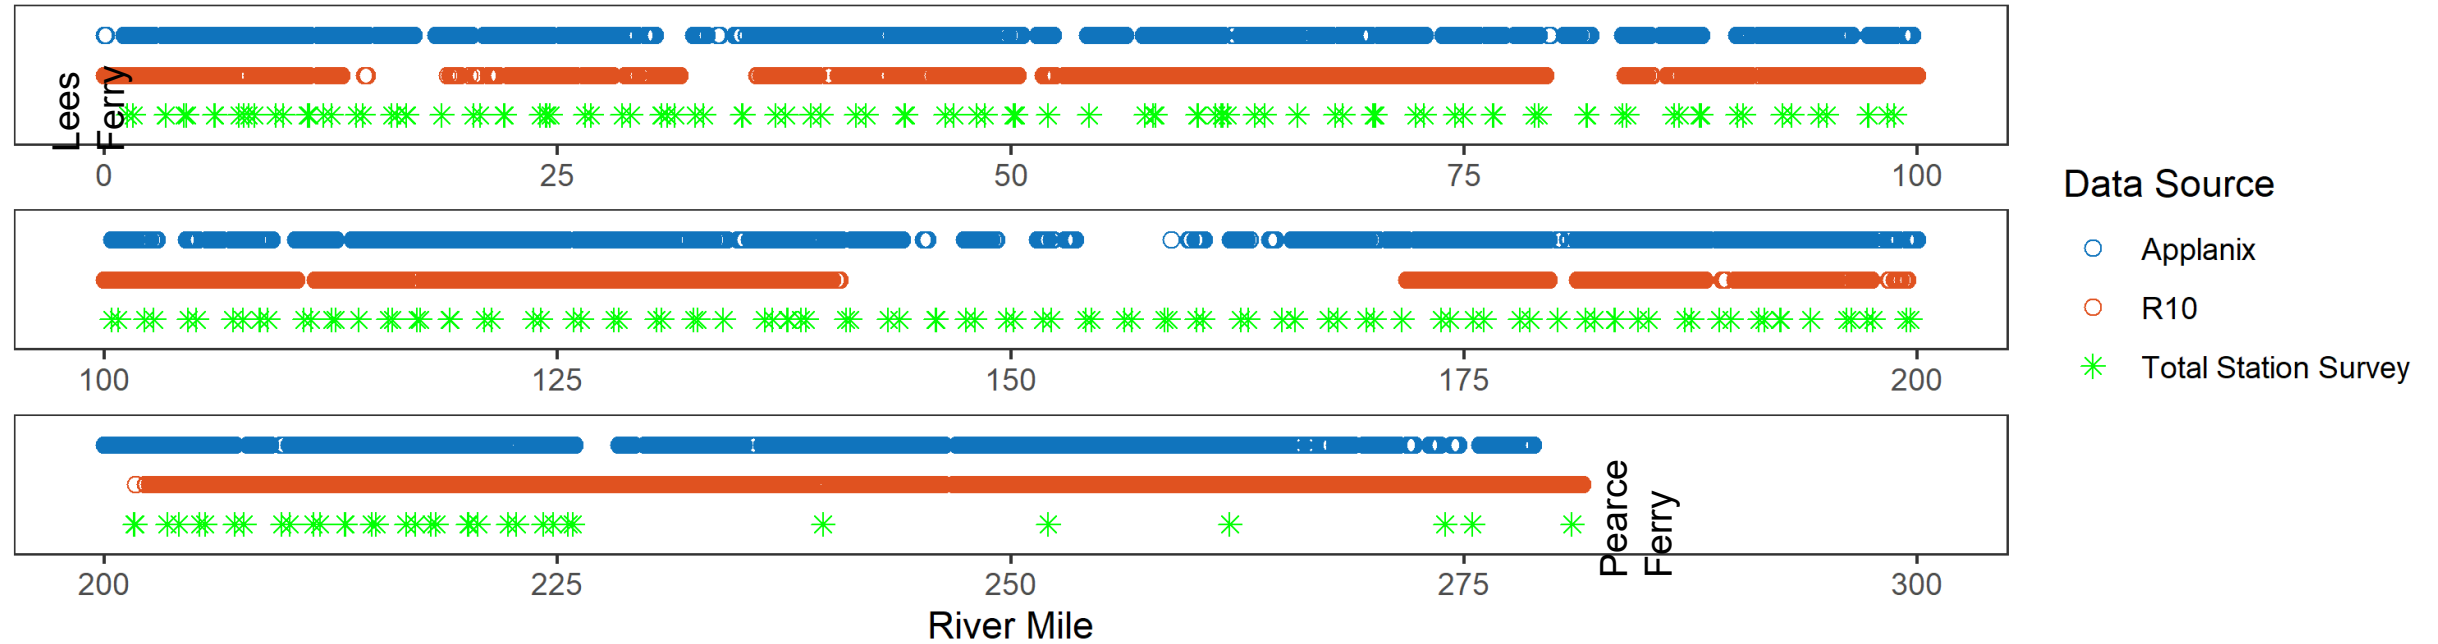 Lees
Ferry
0 25 50 75 100
100 125 150 175 200
Pearce
Ferry
200 225 250 275 300
River Mile
Data Source
Applanix
R10
Total Station Survey